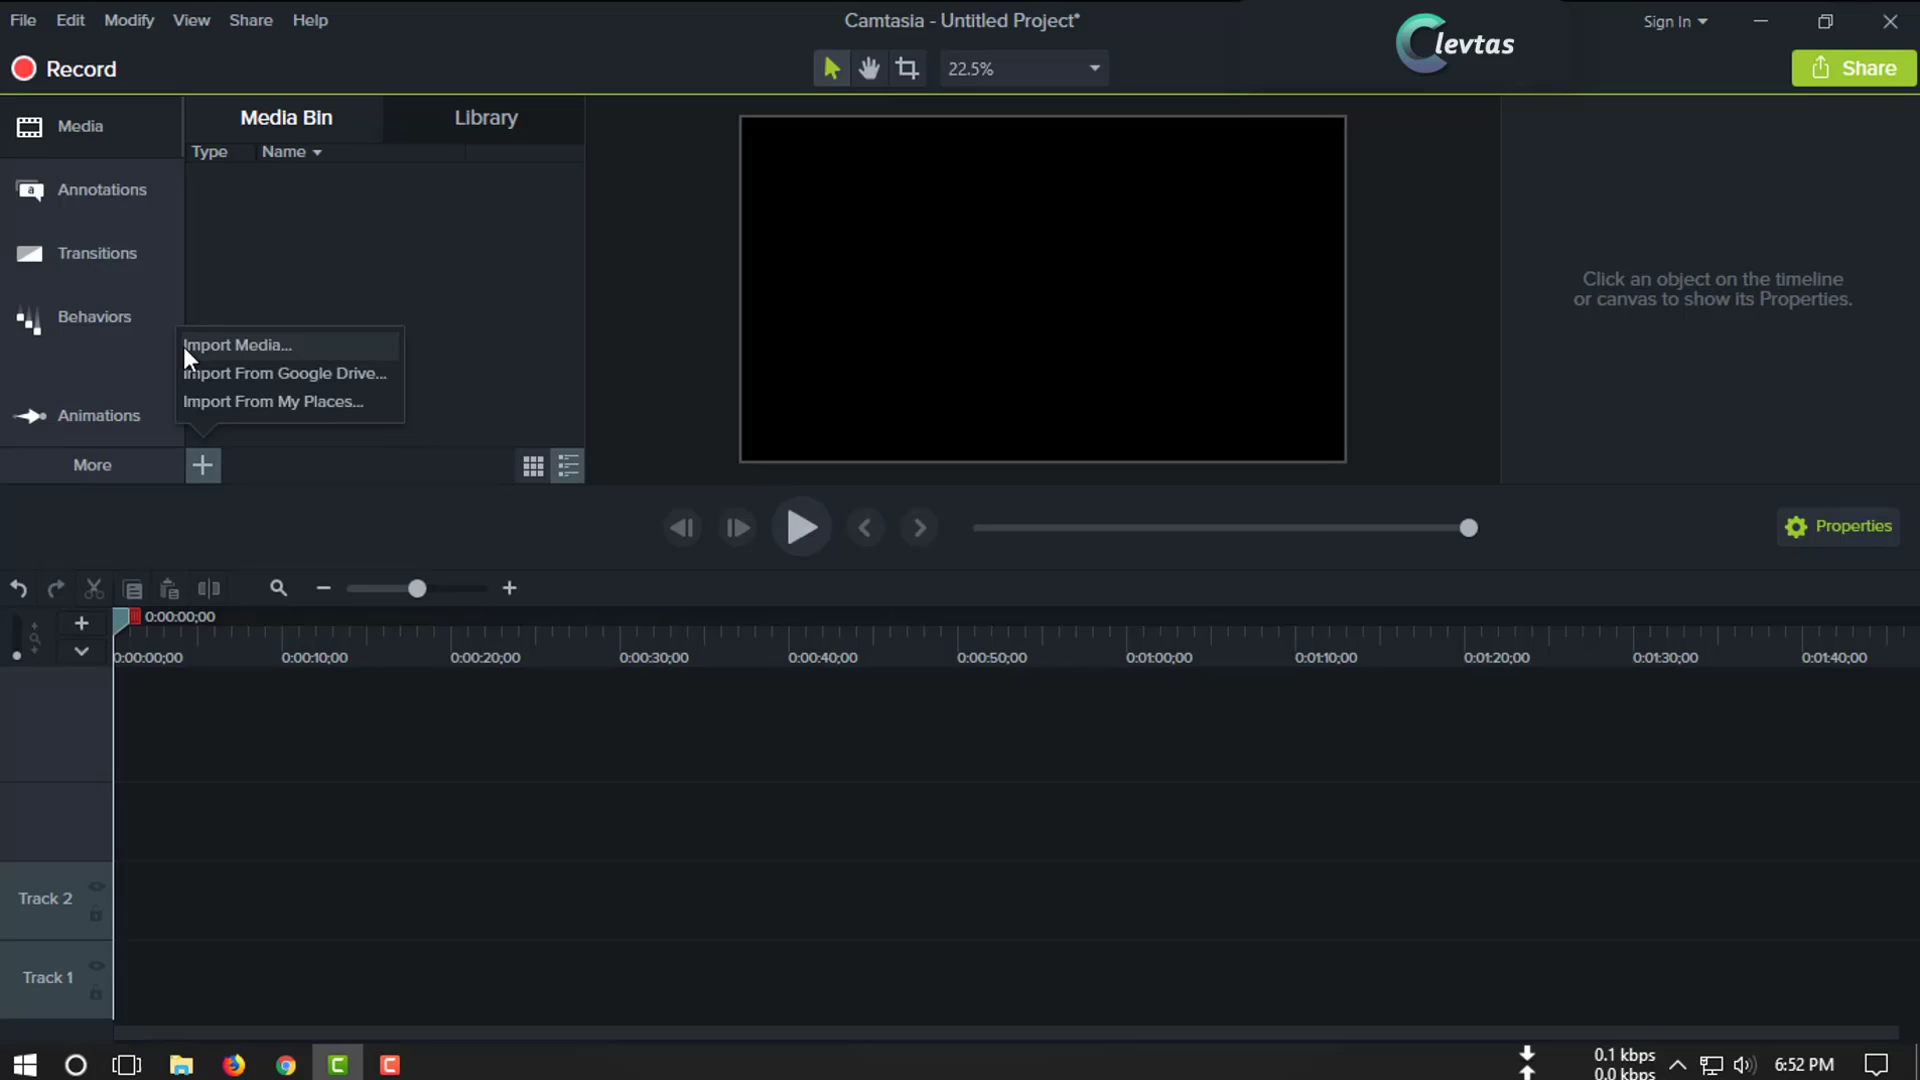 File Edit Modify View Share Help
Camtasia - Untitled Project*
Clevtas
Sign In
Record
22.5%
Share
Media
Media Bin
Library
Type Name
Annotations
Transitions
Behaviors
Import Media...
Import From Google Drive...
Import From My Places...
Animations
More
Click an object on the timeline
or canvas to show its Properties.
Properties
0:00:00;00
0:00:00;00 0:00:10;00 0:00:20;00 0:00:30;00 0:00:40;00 0:00:50;00 0:01:00;00 0:01:10;00 0:01:20;00 0:01:30;00 0:01:40;00
Track 2
Track 1
0.1 kbps
0.0 kbps
6:52 PM